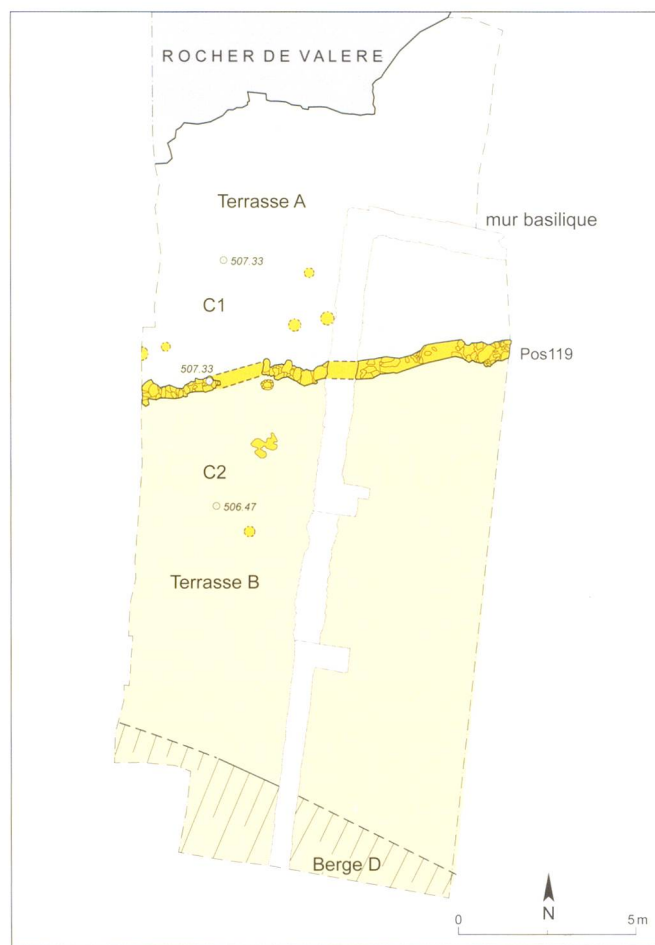 ROCHER DE VALERE
Terrasse A
mur basilique
507.33
C1
Pos119
507.33
C2
506.47
Terrasse B
Berge D
N
0 5 m